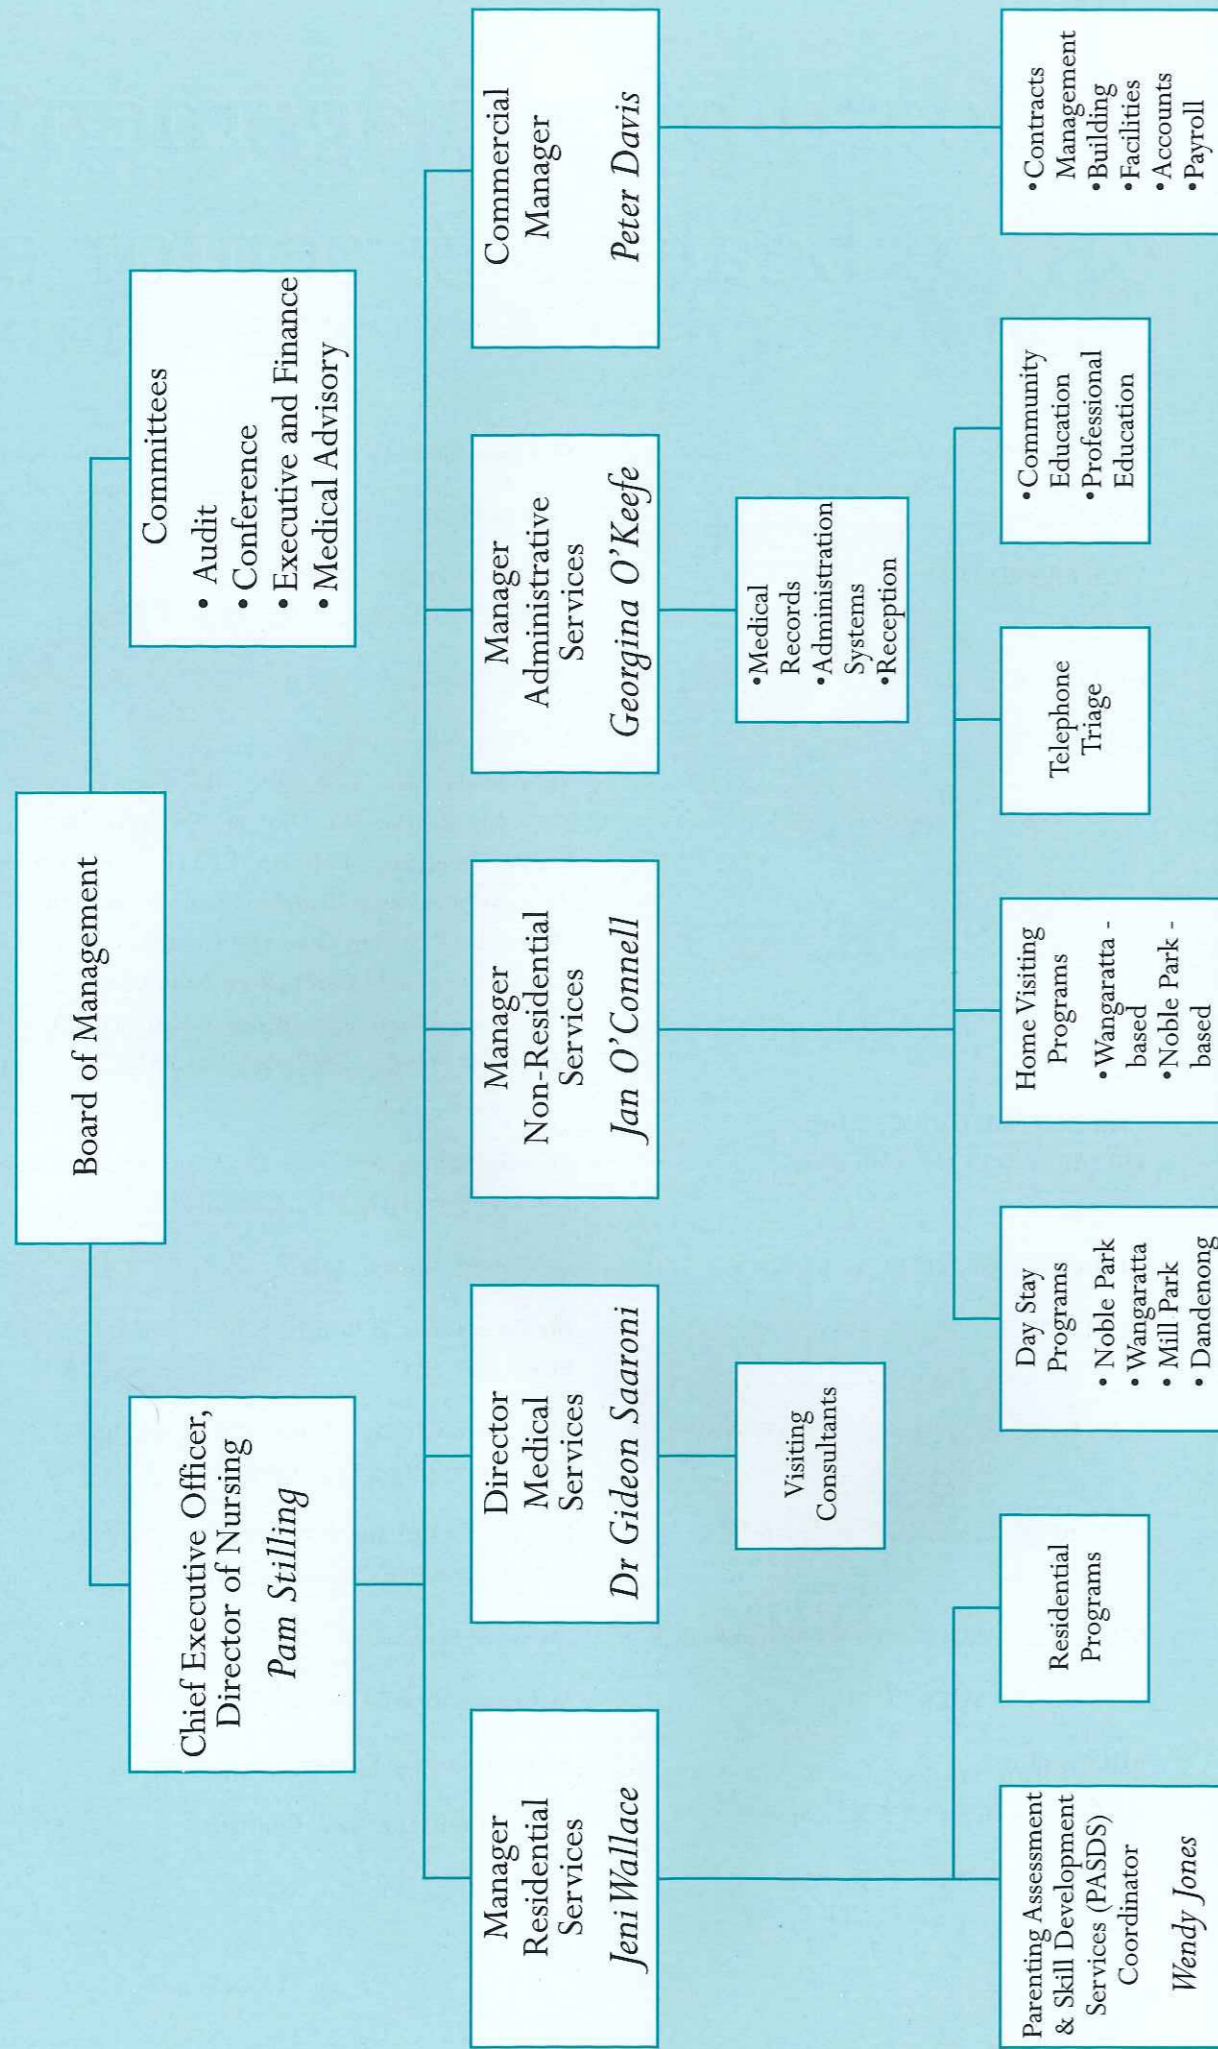 Board of Management
Chief Executive Officer,
Director of Nursing
Pam Stilling
Committees
• Audit
• Conference
• Executive and Finance
• Medical Advisory
Manager
Residential
Services
Jeni Wallace
Director
Medical
Services
Dr Gideon Saaroni
Manager
Non-Residential
Services
Jan O'Connell
Manager
Administrative
Services
Georgina O'Keefe
Commercial
Manager
Peter Davis
Visiting
Consultants
•Medical
Records
•Administration
Systems
•Reception
Parenting Assessment
& Skill Development
Services (PASDS)
Coordinator
Wendy Jones
Residential
Programs
Day Stay
Programs
• Noble Park
• Wangaratta
• Mill Park
• Dandenong
Home Visiting
Programs
•Wangaratta -
based
•Noble Park -
based
Telephone
Triage
•Community
Education
•Professional
Education
•Contracts
Management
•Building
•Facilities
•Accounts
•Payroll